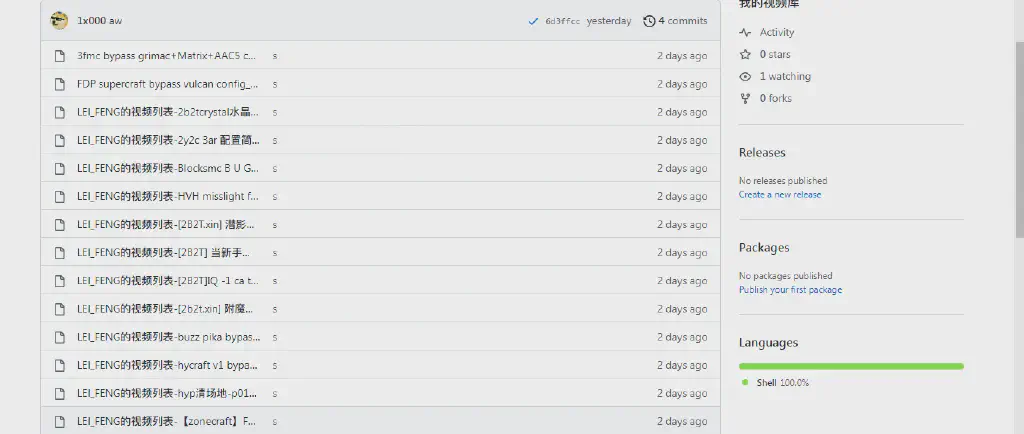 1x000 aw
6d3ffcc yesterday
4 commits
3fmc bypass grimac+Matrix+AAC5 c... s 2 days ago
FDP supercraft bypass vulcan config_... s 2 days ago
LEI_FENG的视频列表-2b2tcrystal水晶... s 2 days ago
LEI_FENG的视频列表-2y2c 3ar 配置简... s 2 days ago
LEI_FENG的视频列表-Blocksmc B U G... s 2 days ago
LEI_FENG的视频列表-HVH misslight f... s 2 days ago
LEI_FENG的视频列表-[2B2T.xin] 潜影... s 2 days ago
LEI_FENG的视频列表-[2B2T] 当新手... s 2 days ago
LEI_FENG的视频列表-[2B2T]IQ -1 ca t... s 2 days ago
LEI_FENG的视频列表-[2b2t.xin] 附魔... s 2 days ago
LEI_FENG的视频列表-buzz pika bypas... s 2 days ago
LEI_FENG的视频列表-hycraft v1 bypa... s 2 days ago
LEI_FENG的视频列表-hyp清场地-p01... s 2 days ago
LEI_FENG的视频列表-【zonecraft】F... s 2 days ago
我的视频库
Activity
0 stars
1 watching
0 forks
Releases
No releases published
Create a new release
Packages
No packages published
Publish your first package
Languages
Shell 100.0%